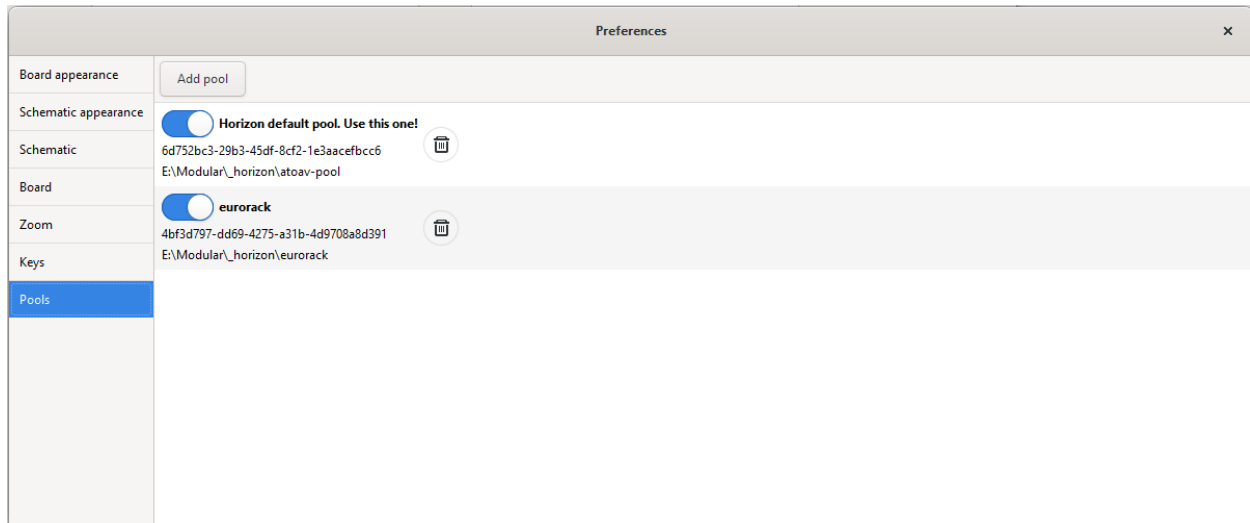 Preferences
Board appearance
Schematic appearance
Schematic
Board
Zoom
Keys
Pools
Add pool
Horizon default pool. Use this one!
6d752bc3-29b3-45df-8cf2-1e3aacefbcc6
E:\Modular\_horizon\atoav-pool
eurorack
4bf3d797-dd69-4275-a31b-4d9708a8d391
E:\Modular\_horizon\eurorack